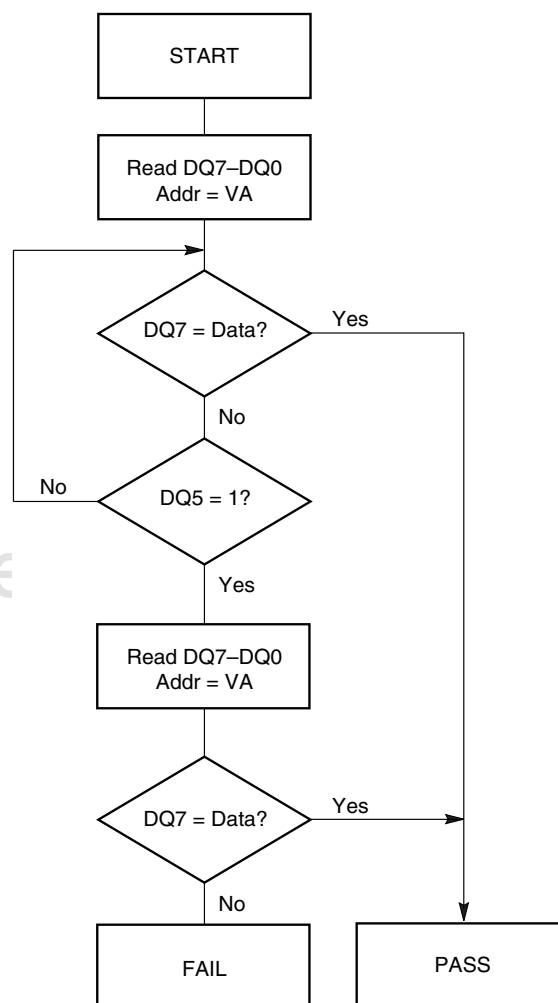 START
Read DQ7–DQ0
Addr = VA
DQ7 = Data?
Yes
No
No
DQ5 = 1?
Yes
Read DQ7–DQ0
Addr = VA
DQ7 = Data?
Yes
No
FAIL
PASS